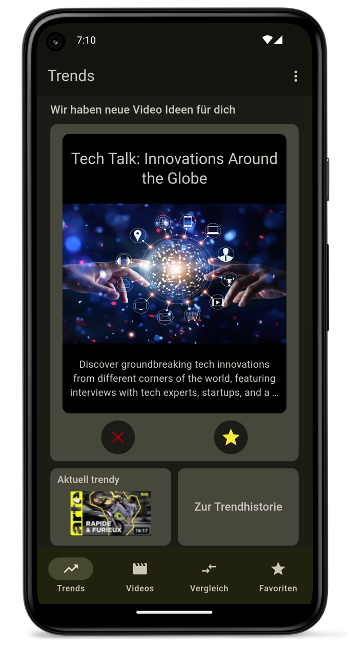 7:10
Trends
Wir haben neue Video Ideen für dich
Tech Talk: Innovations Around
the Globe
Discover groundbreaking tech innovations
from different corners of the world, featuring
interviews with tech experts, startups, and a ...
Aktuell trendy
arte
RAPIDE
& FURIEUX
16:17
Zur Trendhistorie
Trends
Videos
Vergleich
Favoriten